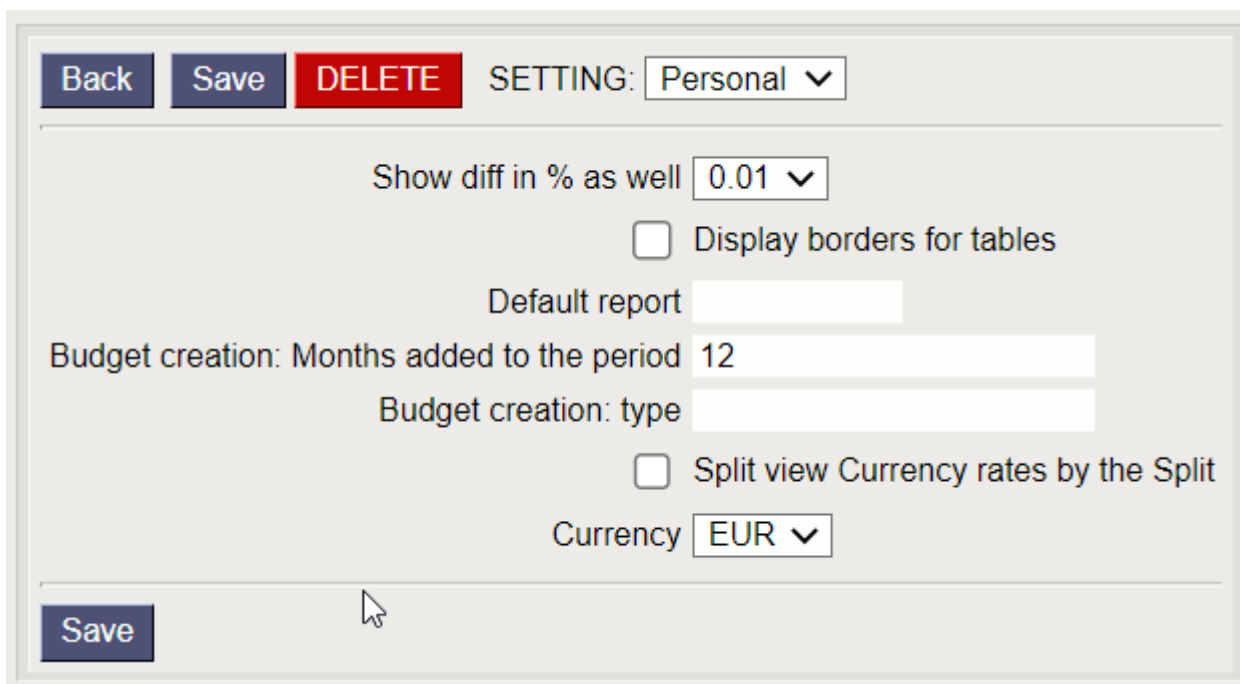 Back Save DELETE SETTING: Personal
Show diff in % as well 0.01
Display borders for tables
Default report
Budget creation: Months added to the period 12
Budget creation: type
Split view Currency rates by the Split
Currency EUR
Save